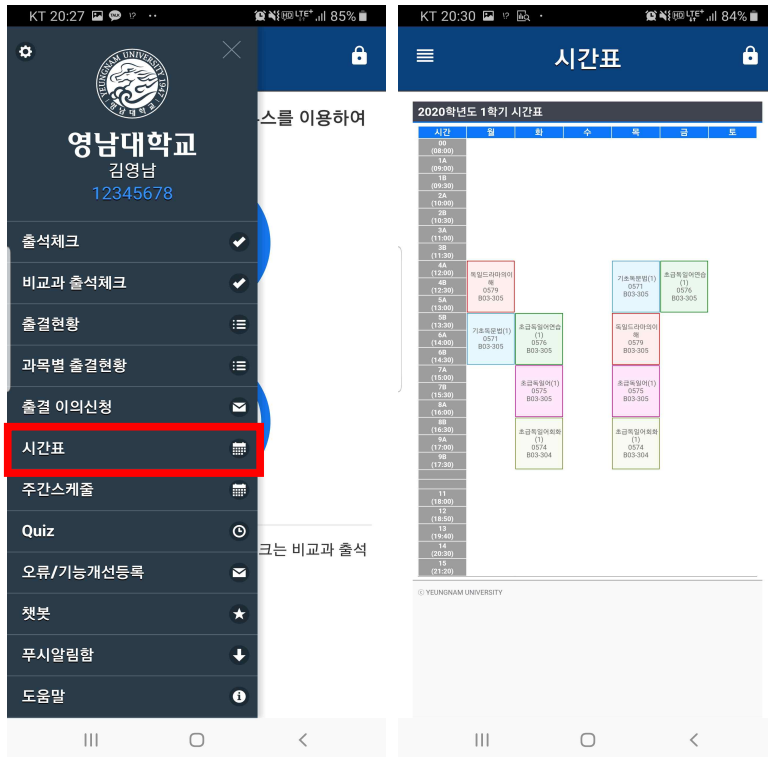 KT 20:27
LTE+
85%
YEUNGNAM UNIVERSITY 1947
영남대학교
영남대학교
김영남
12345678
스를 이용하여
출석체크
비교과 출석체크
출결현황
과목별 출결현황
출결 이의신청
시간표
주간스케줄
Quiz
크는 비교과 출석
오류/기능개선등록
챗봇
푸시알림함
도움말
KT 20:30
LTE+
84%
시간표
2020학년도 1학기 시간표
시간 월 화 수 목 금 토
00
(08:00)
1A
(09:00)
1B
(09:30)
2A
(10:00)
2B
(10:30)
3A
(11:00)
3B
(11:30)
4A
(12:00)
4B
(12:30)
5A
(13:00)
5B
(13:30)
6A
(14:00)
6B
(14:30)
7A
(15:00)
7B
(15:30)
8A
(16:00)
8B
(16:30)
9A
(17:00)
9B
(17:30)
11
(18:00)
12
(18:50)
13
(19:40)
14
(20:30)
15
(21:20)
독일드라마의이
해
0579
B03-305
기초독문법(1)
0571
B03-305
초급독일어연습
(1)
0576
B03-305
기초독문법(1)
0571
B03-305
초급독일어연습
(1)
0576
B03-305
독일드라마의이
해
0579
B03-305
초급독일어(1)
0575
B03-305
초급독일어(1)
0575
B03-305
초급독일어회화
(1)
0574
B03-304
초급독일어회화
(1)
0574
B03-304
ⓒ YEUNGNAM UNIVERSITY